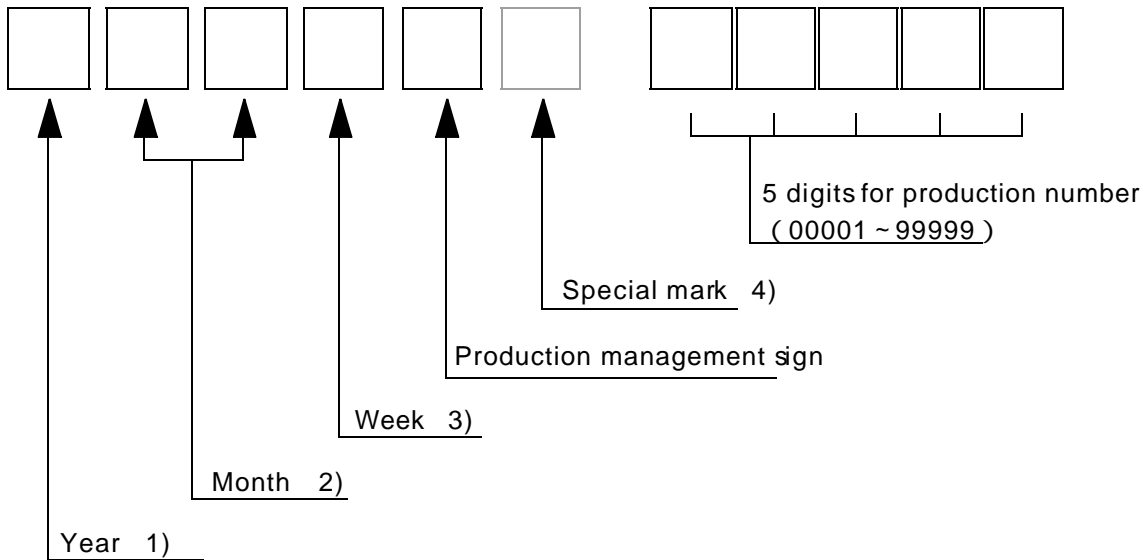 5 digits for production number
( 00001 ~ 99999 )
Special mark 4)
Production management sign
Week 3)
Month 2)
Year 1)